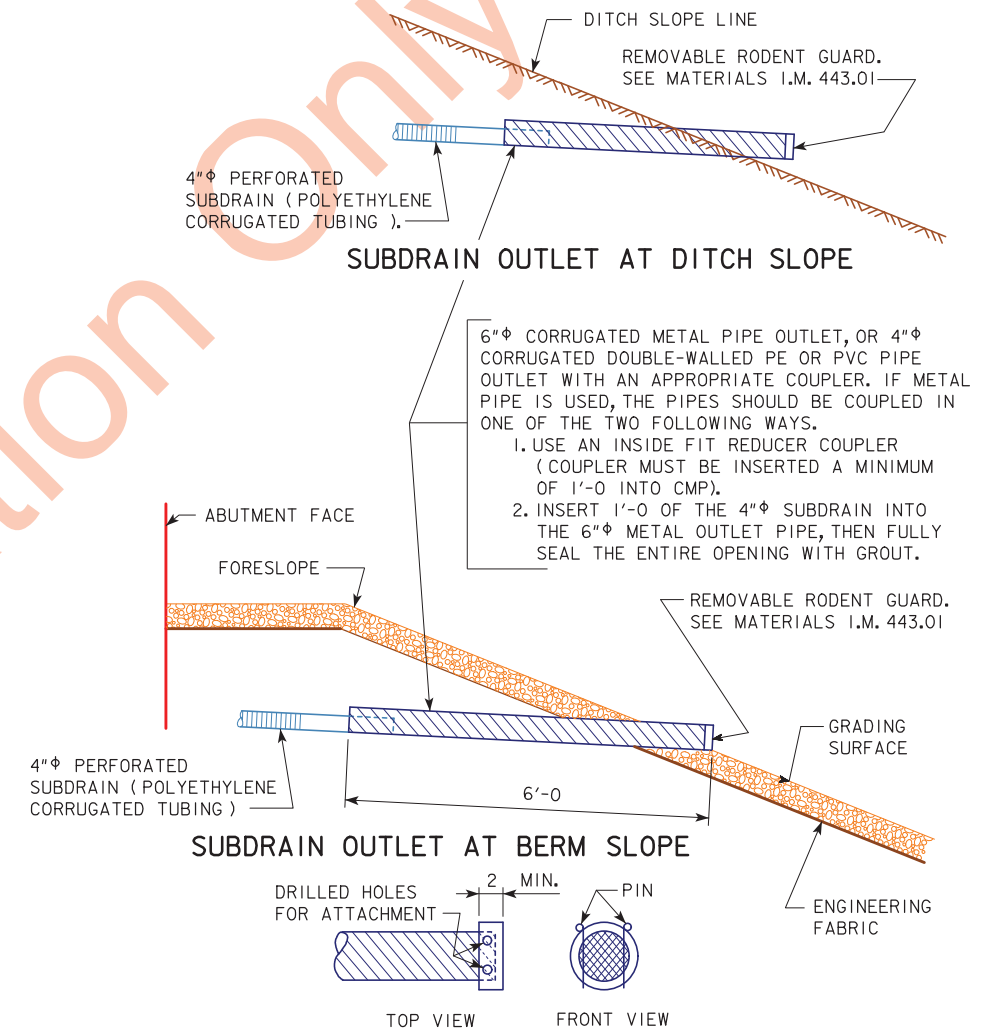 DITCH SLOPE LINE
REMOVABLE RODENT GUARD.
SEE MATERIALS I.M. 443.01
4"Φ PERFORATED
SUBDRAIN (POLYETHYLENE
CORRUGATED TUBING ).
SUBDRAIN OUTLET AT DITCH SLOPE
6"Φ CORRUGATED METAL PIPE OUTLET, OR 4"Φ
CORRUGATED DOUBLE-WALLED PE OR PVC PIPE
OUTLET WITH AN APPROPRIATE COUPLER. IF METAL
PIPE IS USED, THE PIPES SHOULD BE COUPLED IN
ONE OF THE TWO FOLLOWING WAYS.
1. USE AN INSIDE FIT REDUCER COUPLER
(COUPLER MUST BE INSERTED A MINIMUM
OF 1'-0 INTO CMP).
2. INSERT 1'-0 OF THE 4"Φ SUBDRAIN INTO
THE 6"Φ METAL OUTLET PIPE, THEN FULLY
SEAL THE ENTIRE OPENING WITH GROUT.
ABUTMENT FACE
FORESLOPE
REMOVABLE RODENT GUARD.
SEE MATERIALS I.M. 443.01
GRADING
SURFACE
4"Φ PERFORATED
SUBDRAIN (POLYETHYLENE
CORRUGATED TUBING )
6'-0
SUBDRAIN OUTLET AT BERM SLOPE
2 MIN.
DRILLED HOLES
FOR ATTACHMENT
PIN
ENGINEERING
FABRIC
TOP VIEW
FRONT VIEW
Only